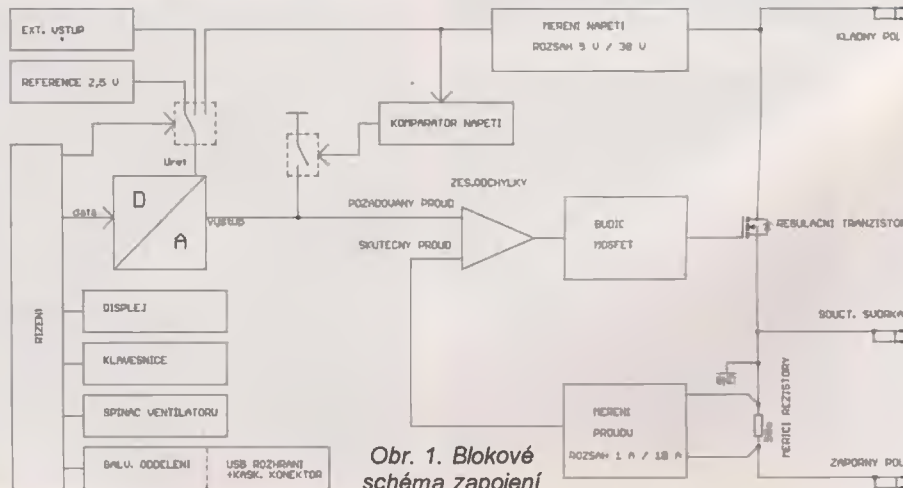 EXT. VSTUP
REFERENCE 2,5 V
Uref
data
D
A
výstup
ŘÍZENÍ
DISPLEJ
KLAVESNICE
SPINAC VENTILATORU
GALV. ODDELENI
USB ROZHRANI
+KASK. KONEKTOR
MERENI NAPETI
ROZSAH 5 V / 30 V
KOMPARATOR NAPETI
ZES.ODCHYLKY
POZADOVANY PROUD
SKUTECNY PROUD
BUDIC
MOSFET
MERENI
PROUDU
ROZSAH 1 A / 10 A
MERICI REZISTORY
KLADNY POL
REGULACNI TRANZISTOR
SOUCT. SVORKA
ZAPORNY POL
Obr. 1. Blokové
schéma zapojení